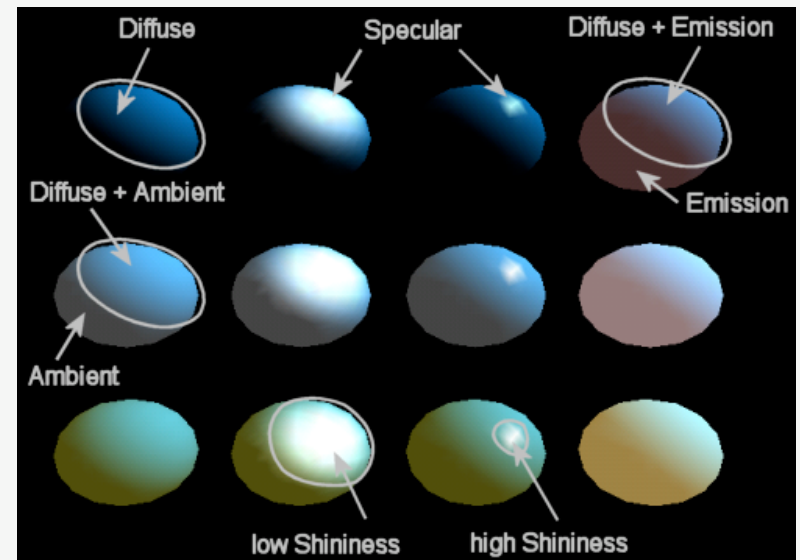 Diffuse
Specular
Diffuse + Emission
Diffuse + Ambient
Emission
Ambient
low Shininess
high Shininess